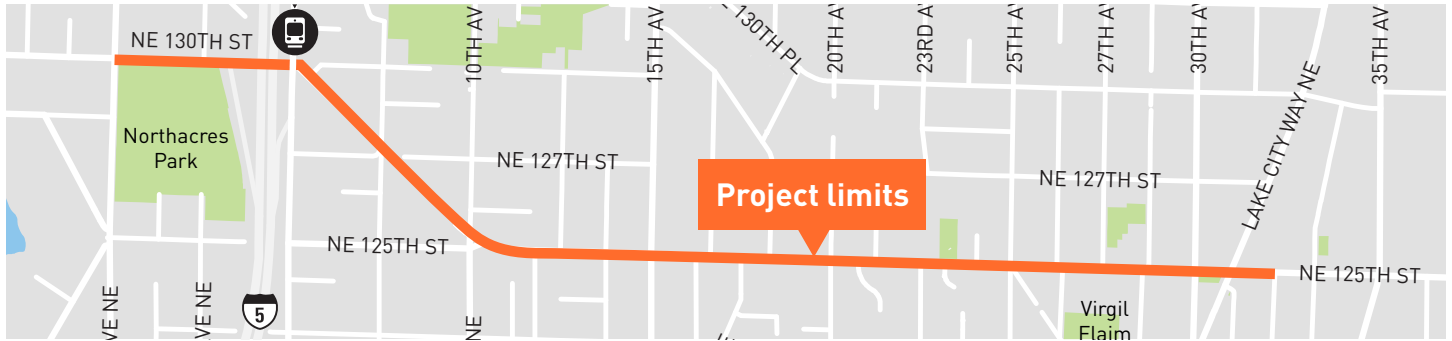 NE 130TH ST
10TH AV
15TH AV
NE 130TH PL
20TH AV
23RD AV
25TH AV
27TH AV
30TH AV
LAKE CITY WAY NE
35TH AV
Northacres
Park
NE 127TH ST
Project limits
NE 127TH ST
NE 125TH ST
NE 125TH ST
5
VE NE
VE NE
NE
Virgil
Flaim